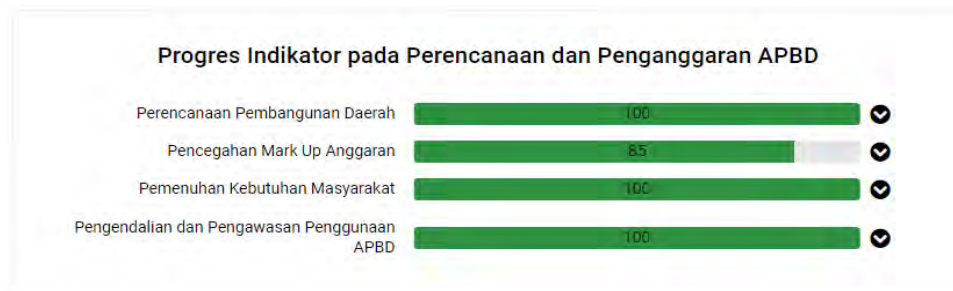 Progres Indikator pada Perencanaan dan Penganggaran APBD
Perencanaan Pembangunan Daerah 100
Pencegahan Mark Up Anggaran 85
Pemenuhan Kebutuhan Masyarakat 100
Pengendalian dan Pengawasan Penggunaan
APBD 100